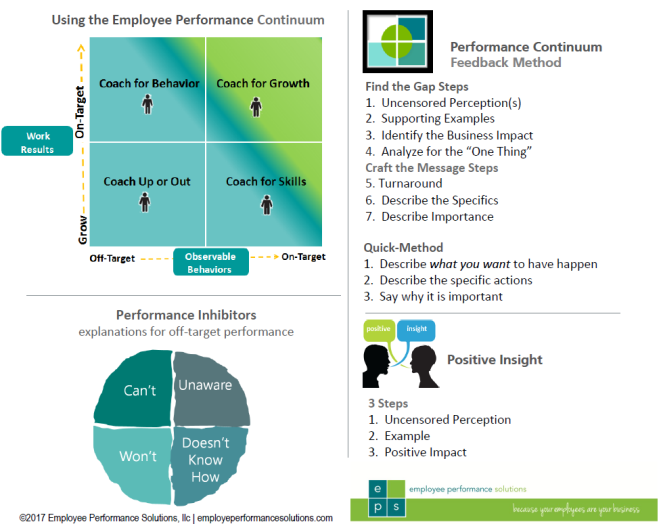 Using the Employee Performance Continuum
Coach for Behavior
Coach for Growth
Coach Up or Out
Coach for Skills
On-Target
Work
Results
Grow
Off-Target
Observable
Behaviors
On-Target
Performance Inhibitors
explanations for off-target performance
Can't
Unaware
Won't
Doesn't
Know
How
©2017 Employee Performance Solutions, llc | employeperformancesolutions.com
Performance Continuum
Feedback Method
Find the Gap Steps
1. Uncensored Perception(s)
2. Supporting Examples
3. Identify the Business Impact
4. Analyze for the “One Thing”
Craft the Message Steps
5. Turnaround
6. Describe the Specifics
7. Describe Importance
Quick-Method
1. Describe what you want to have happen
2. Describe the specific actions
3. Say why it is important
positive
insight
Positive Insight
3 Steps
1. Uncensored Perception
2. Example
3. Positive Impact
e
p s
employee performance solutions
because your employees are your business